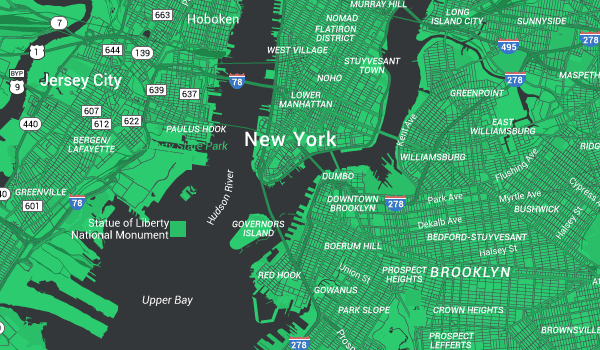 MURRAY HILL
663
Hoboken
NOMAD
LONG
ISLAND CITY
SUNNYSIDE
7
FLATIRON
DISTRICT
278
1
644
139
WEST VILLAGE
495
STUYVESANT
TOWN
BYP
9
Jersey City
78
NOHO
278
MASPETH
639
637
LOWER
MANHATTAN
GREENPOINT
607
440
612
622
PAULUS HOOK
New York
Kent Ave
EAST
WILLIAMSBURG
BERGEN/
LAFAYETTE
State Park
WILLIAMSBURG
Flushing Ave
DUMBO
GREENVILLE
601
78
Hudson River
DOWNTOWN
BROOKLYN
278
Park Ave
Myrtle Ave
BUSHWICK
Statue of Liberty
National Monument
GOVERNORS
ISLAND
Dekalb Ave
Halsey St
BOERUM HILL
BEDFORD-STUYVESANT
Halsey St
RED HOOK
Union St
PROSPECT
HEIGHTS
BROOKLYN
GOWANUS
Upper Bay
PARK SLOPE
CROWN HEIGHTS
BROWNSVILLE
278
PROSPECT
LEFFERTS